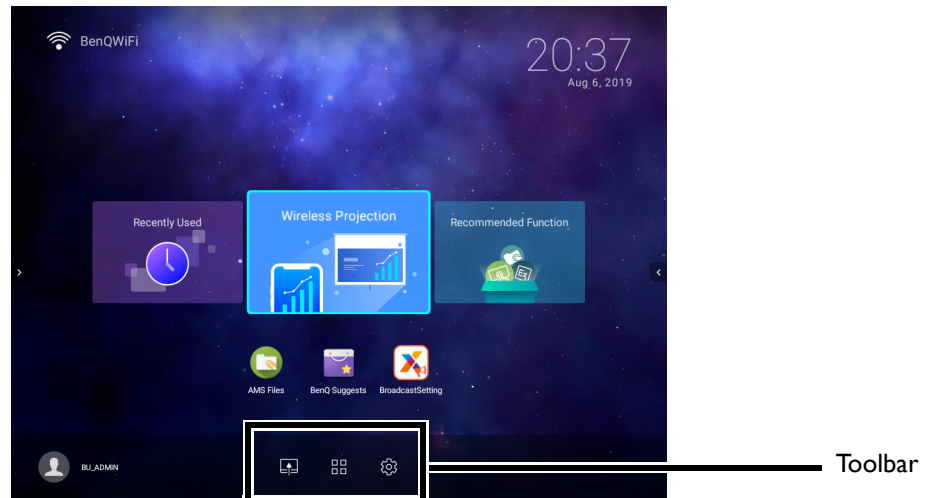 BenQWiFi
20:37
Aug 6, 2019
Recently Used
Wireless Projection
Recommended Function
AMS Files
BenQ Suggests
BroadcastSetting
BU_ADMIN
Toolbar